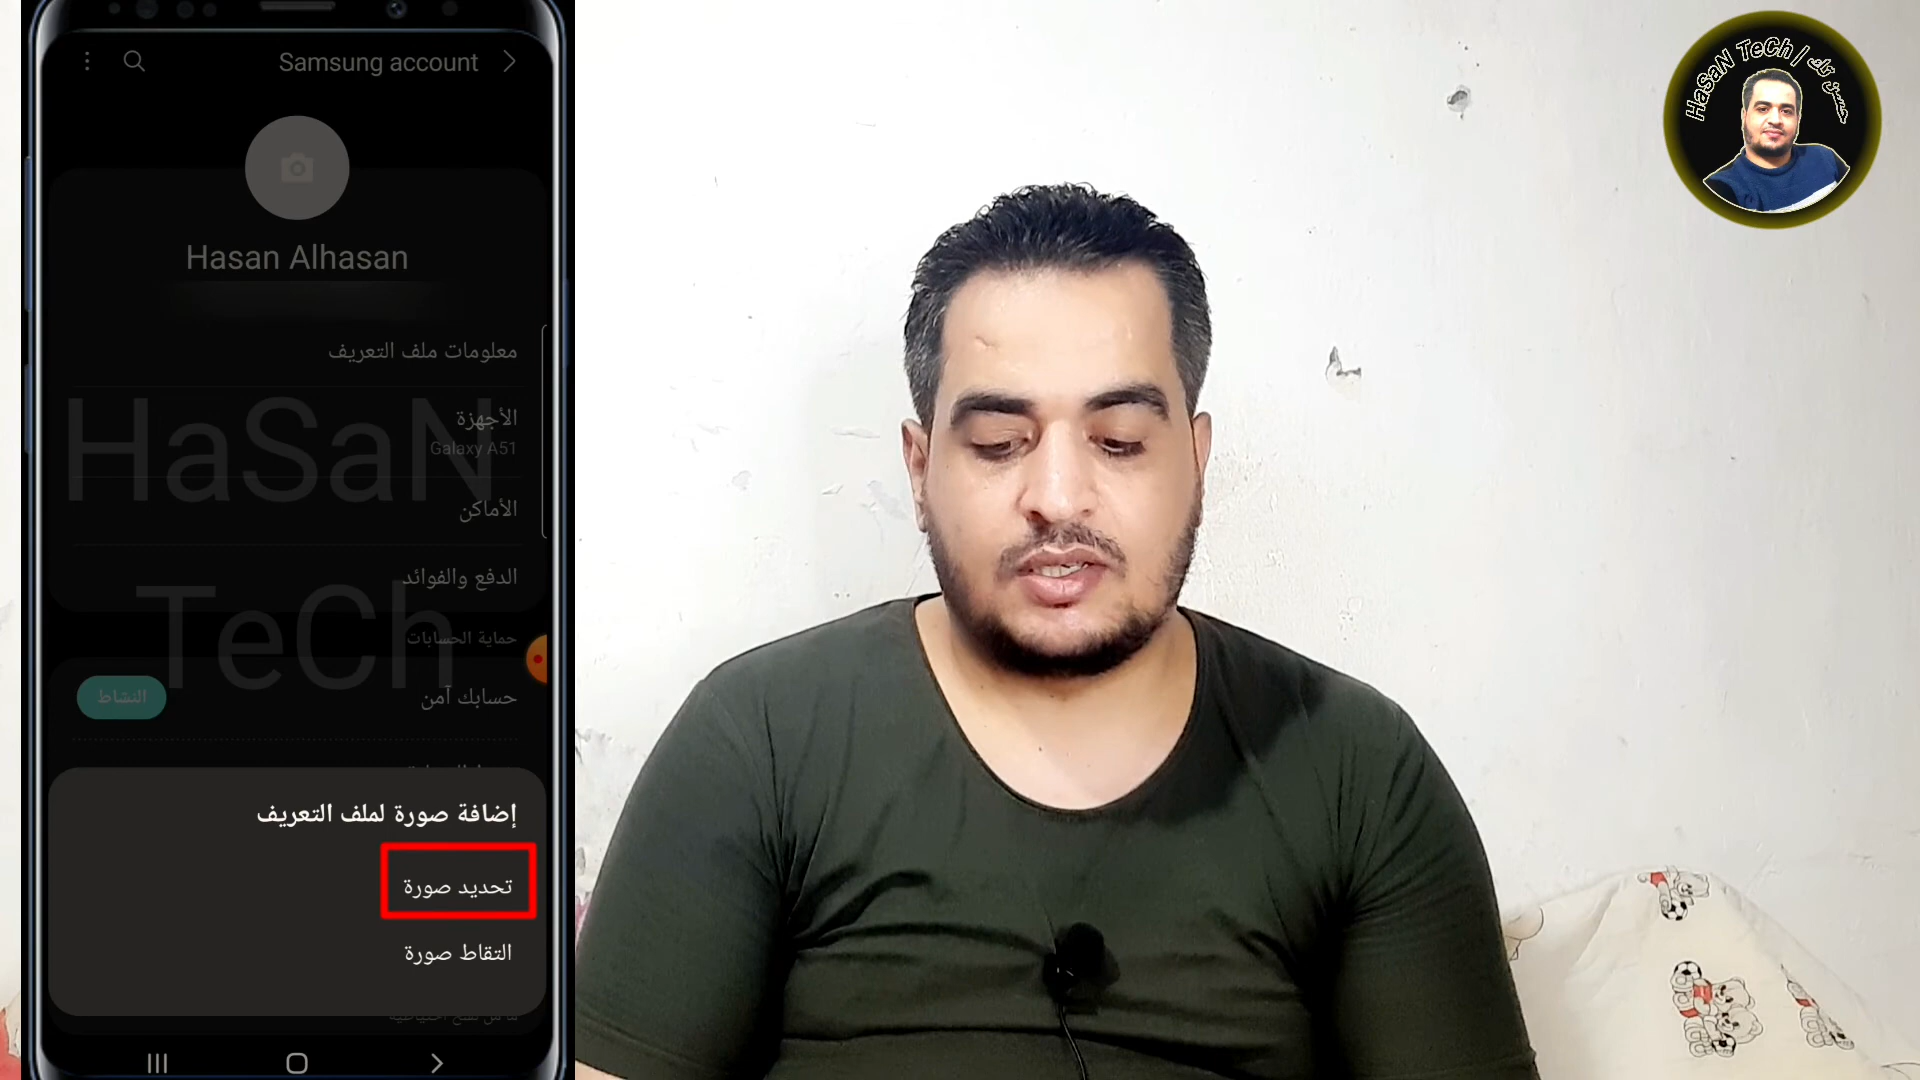 Samsung account
Hasan Alhasan
معلومات ملف التعريف
الأجهزة
Galaxy A51
الأماكن
الدفع والفوائد
حماية الحسابات
حسابك آمن
النشاط
HaSaN
TeCh
إضافة صورة لملف التعريف
تحديد صورة
التقاط صورة
HaSaN TeCh | حسن تك